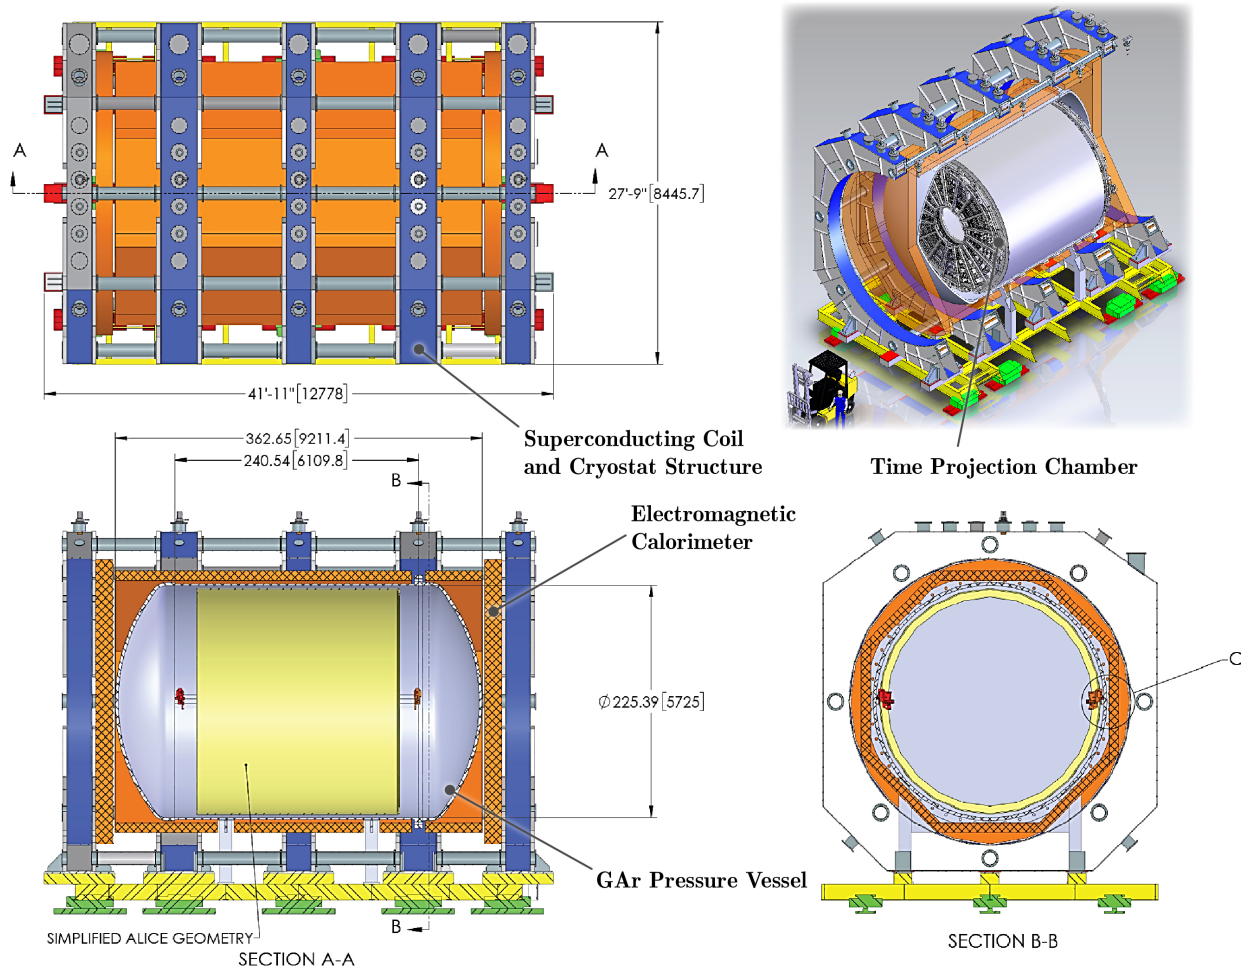 A
A
27'-9" [8445.7]
41'-11" [12778]
Superconducting Coil
and Cryostat Structure
Time Projection Chamber
362.65 [9211.4]
240.54 [6109.8]
B
Electromagnetic
Calorimeter
Ø 225.39 [5725]
C
GAr Pressure Vessel
B
SIMPLIFIED ALICE GEOMETRY
SECTION A-A
SECTION B-B